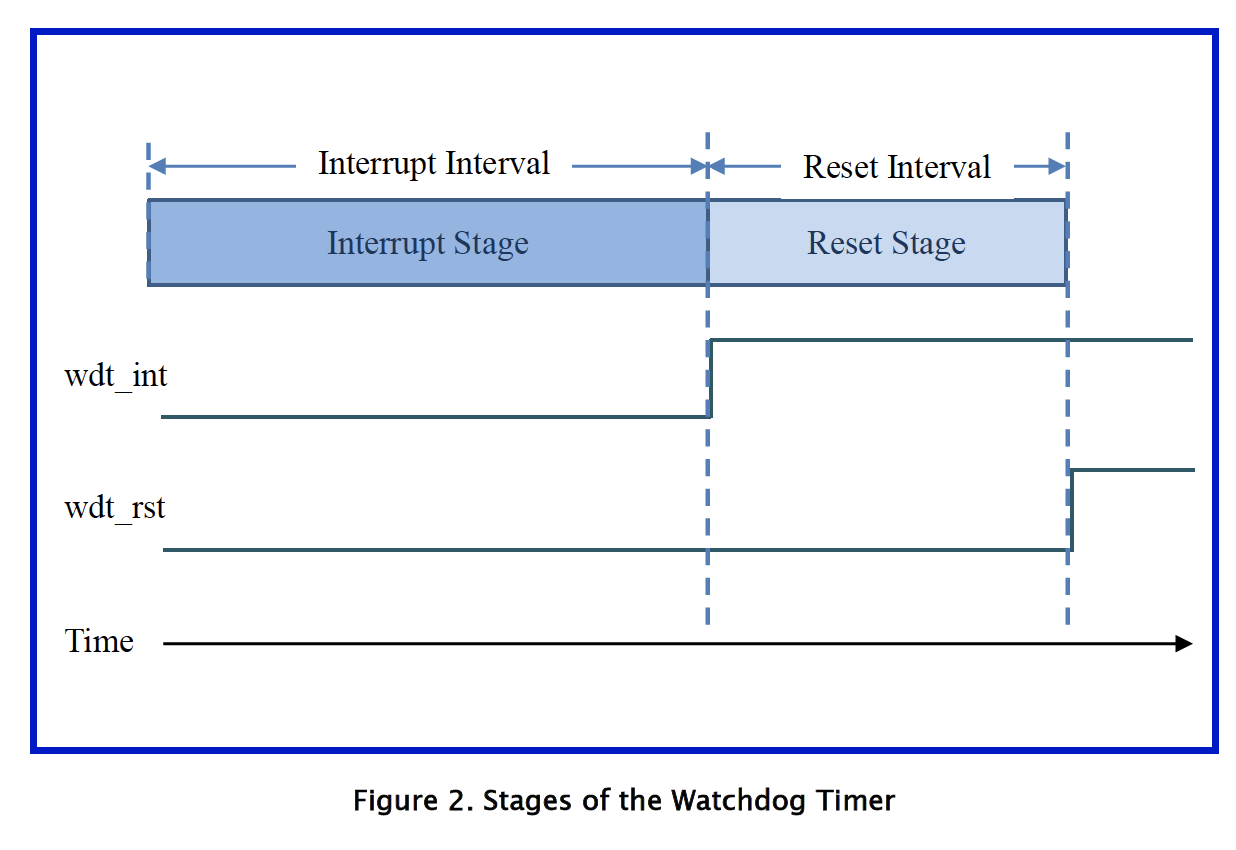 Interrupt Interval
Reset Interval
Interrupt Stage
Reset Stage
wdt_int
wdt_rst
Time
Figure 2. Stages of the Watchdog Timer